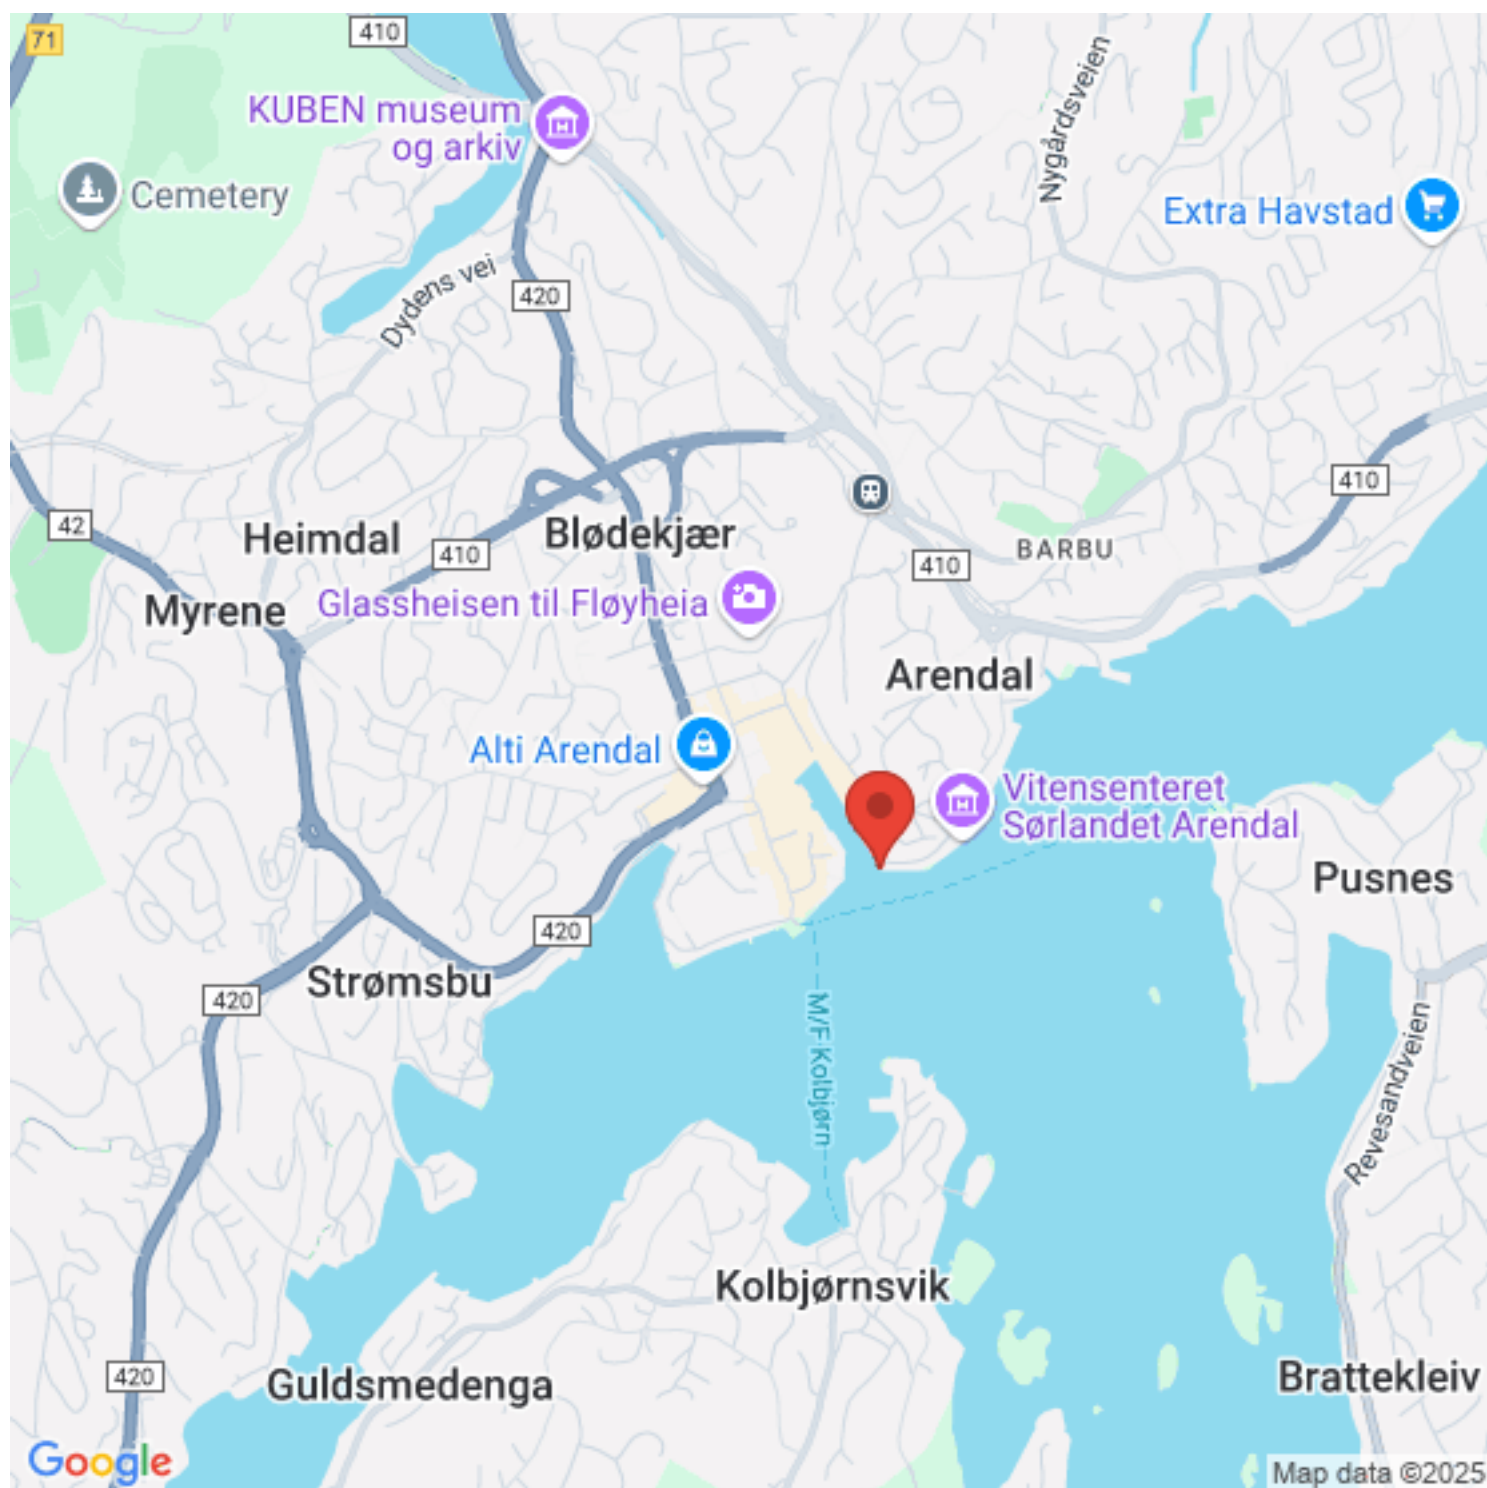 71
410
KUBEN museum
og arkiv
Cemetery
Nygårdsveien
Extra Havstad
Dydens vei
420
410
42
Heimdal
410
Blødekjær
BARBU
410
Myrene
Glassheisen til Fløyheia
Arendal
Alti Arendal
Vitensenteret
Sørlandet Arendal
Pusnes
420
Strømsbu
420
M/F Kolbjørn
Revesandveien
Kolbjørnsvik
420
Guldsmedenga
Brattekleiv
Google
Map data ©2025